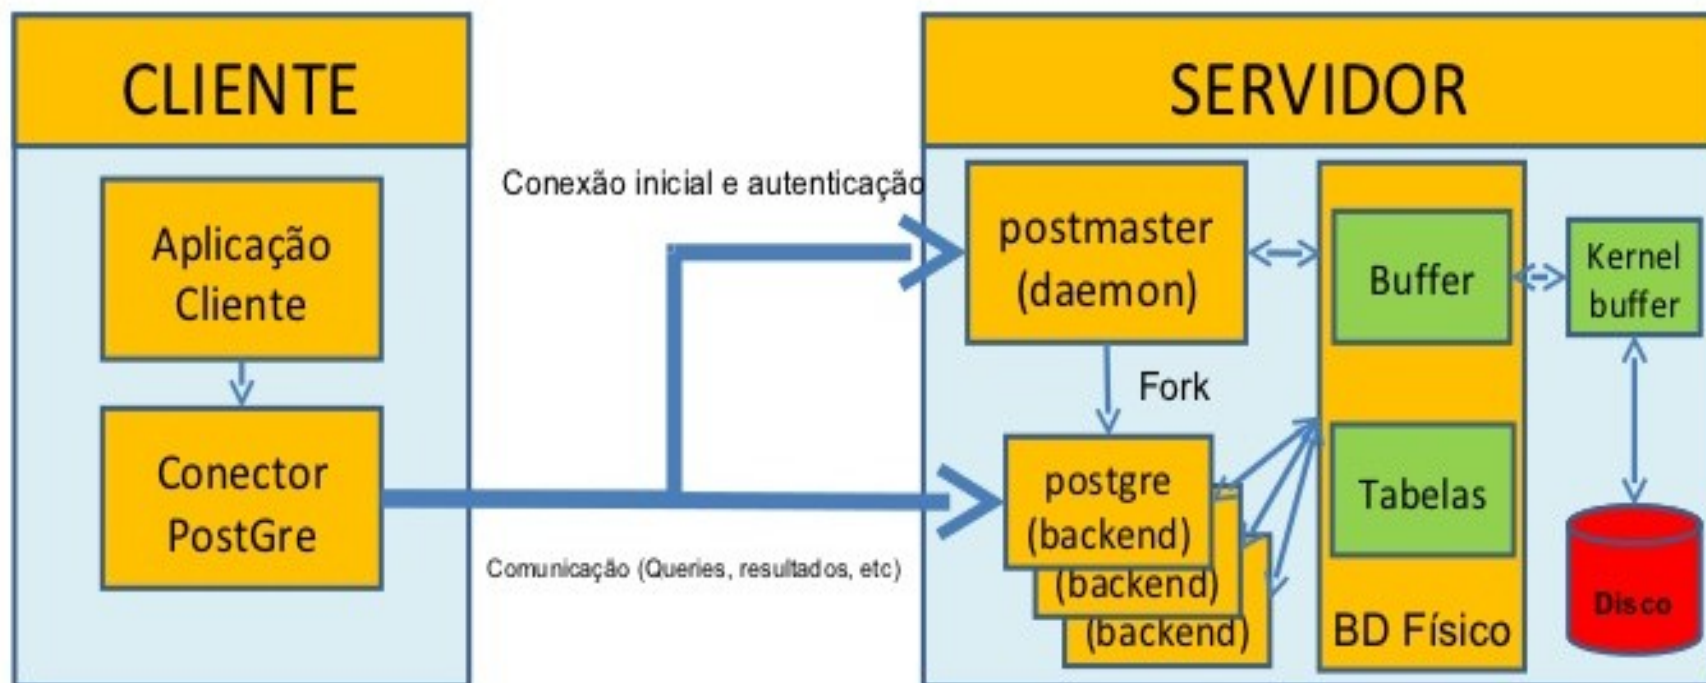 CLIENTE
Aplicação
Cliente
Conector
PostGre
Conexão inicial e autenticação
Comunicação (Queries, resultados, etc)
SERVIDOR
postmaster
(daemon)
Fork
postgre
(backend)
(backend)
(backend)
Buffer
Tabelas
BD Físico
Kernel
buffer
Disco